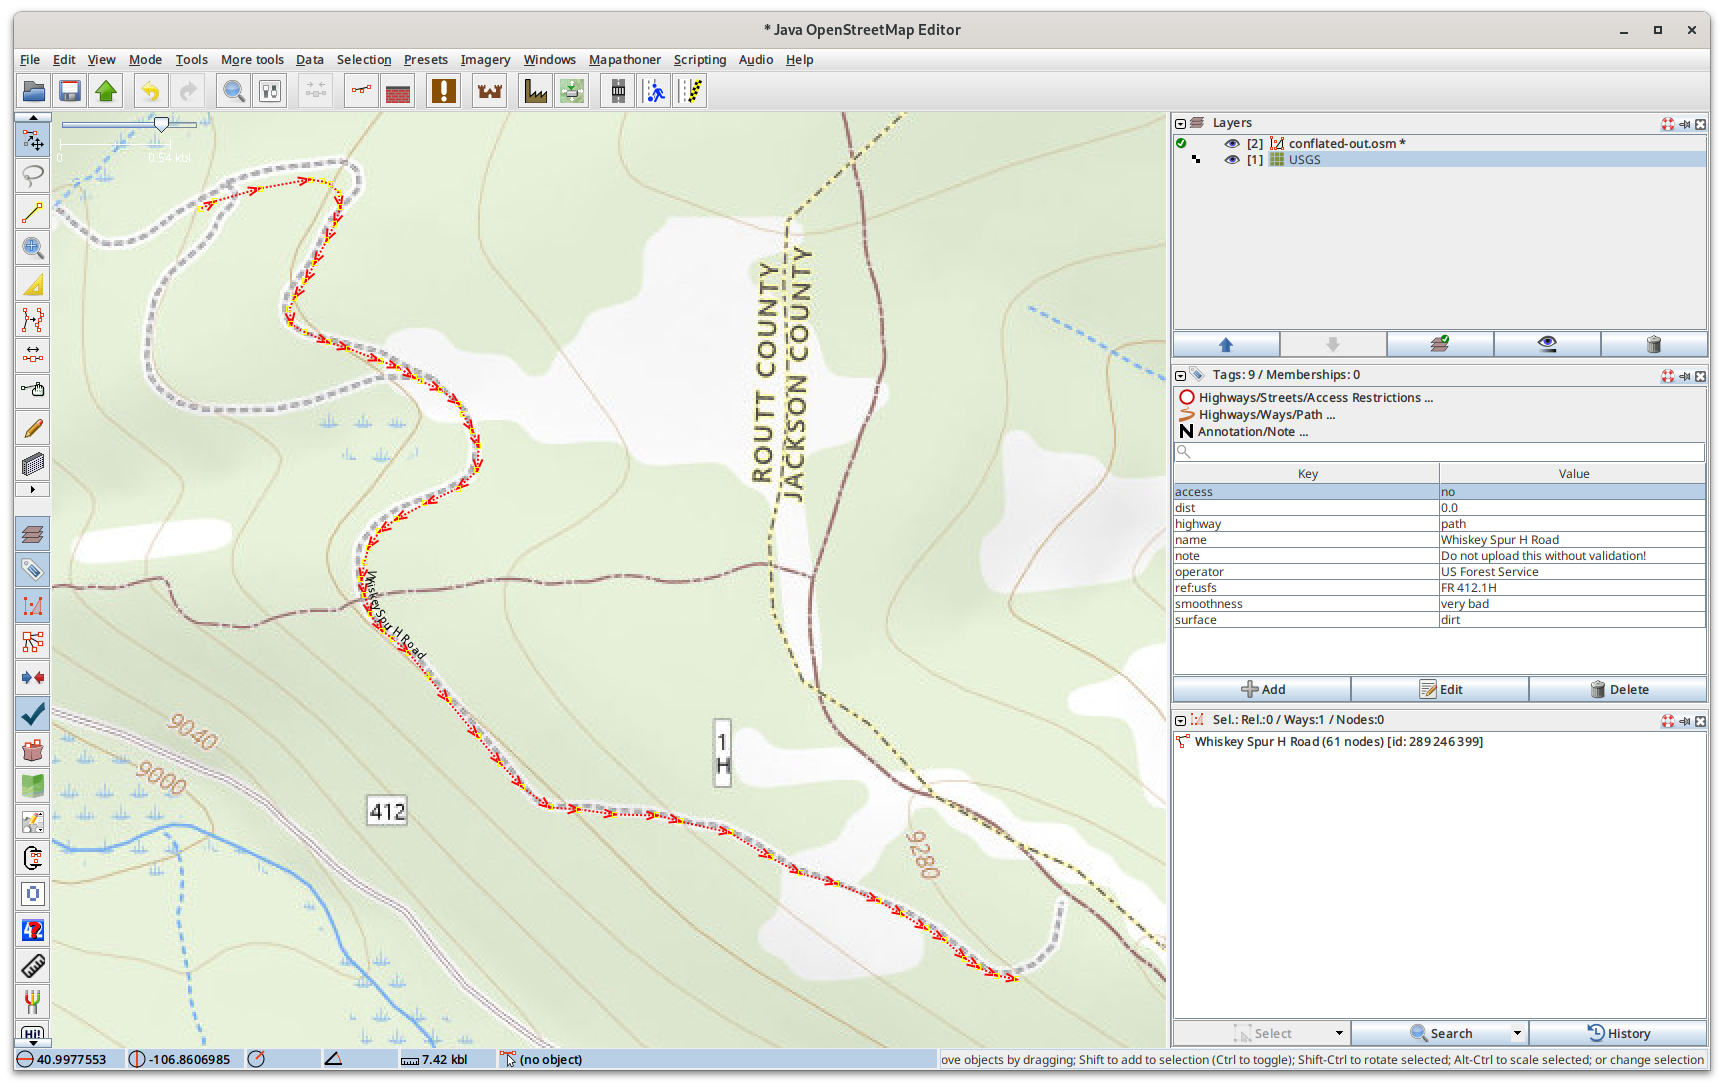 * Java OpenStreetMap Editor
File Edit View Mode Tools More tools Data Selection Presets Imagery Windows Mapathoner Scripting Audio Help
0 0.54 kbl
Layers
[2] conflated-out.osm *
[1] USGS
Tags: 9 / Memberships: 0
Highways/Streets/Access Restrictions ...
Highways/Ways/Path ...
N Annotation/Note ...
Key Value
access no
dist 0.0
highway path
name Whiskey Spur H Road
note Do not upload this without validation!
operator US Forest Service
ref:usfs FR 412.1H
smoothness very bad
surface dirt
Add Edit Delete
Sel.: Rel.:0 / Ways:1 / Nodes:0
Whiskey Spur H Road (61 nodes) [id: 289 246 399]
Select Search History
ROUTT COUNTY
JACKSON COUNTY
Whiskey Spur H Road
9040
9000
412
1
H
9280
Hi!
40.9977553 -106.8606985 7.42 kbl (no object) ove objects by dragging; Shift to add to selection (Ctrl to toggle); Shift-Ctrl to rotate selected; Alt-Ctrl to scale selected; or change selection